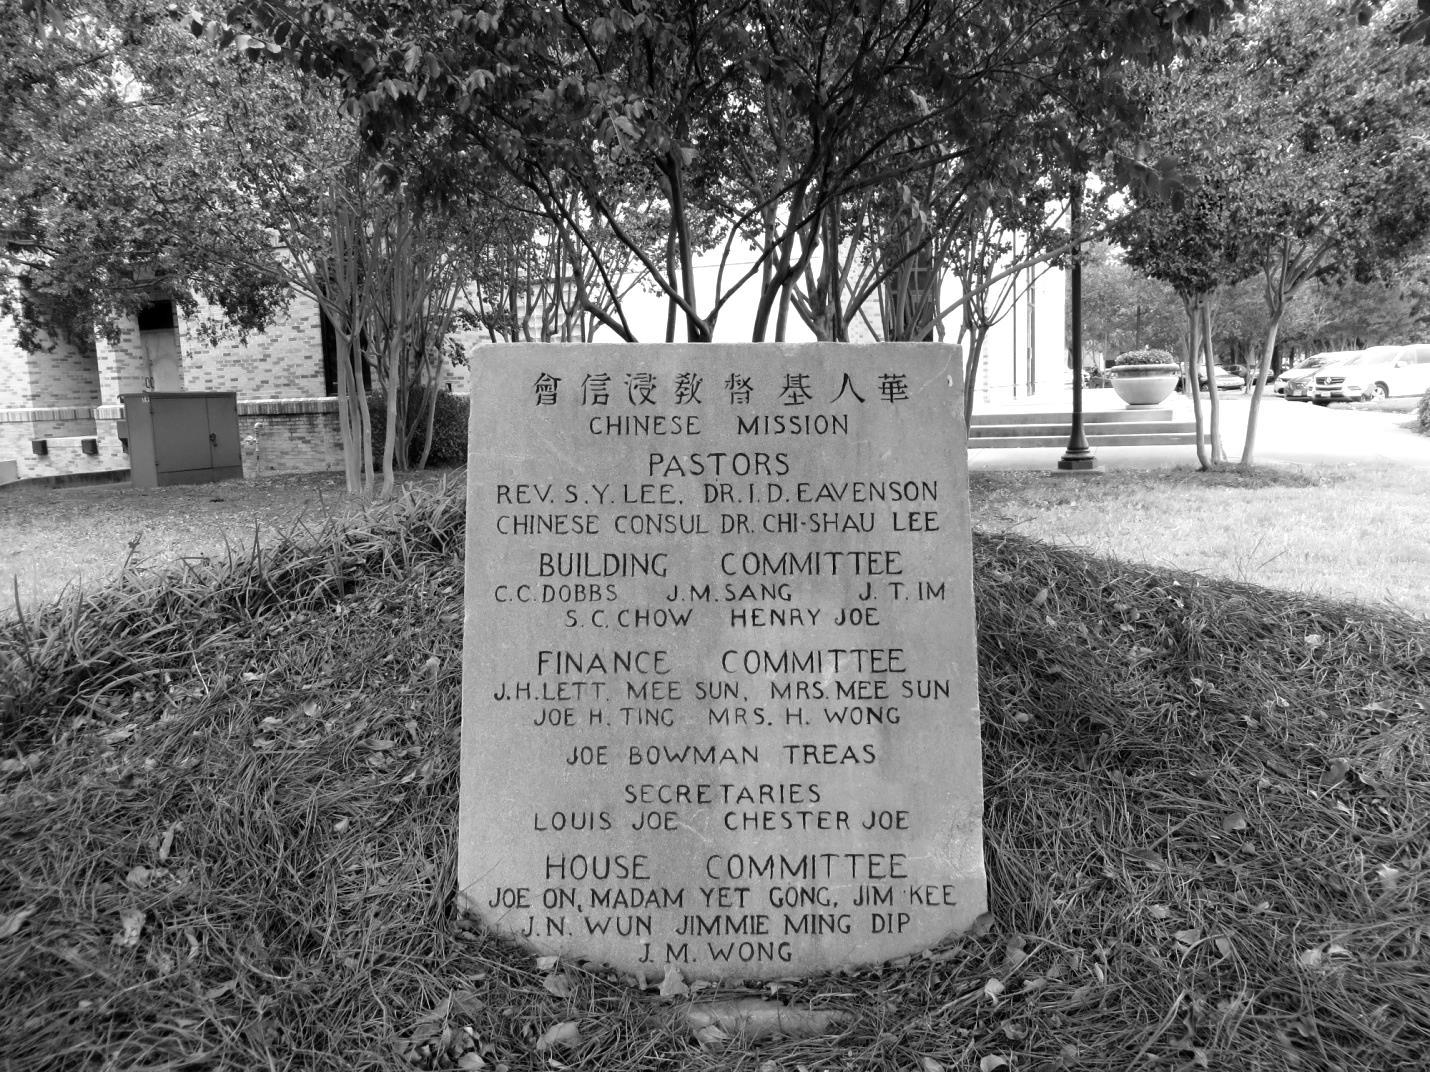 會信浸教督基人華
CHINESE MISSION
PASTORS
REV. S.Y. LEE. DR. I. D. EAVENSON
CHINESE CONSUL DR. CHI-SHAU LEE
BUILDING COMMITTEE
C.C. DOBBS J.M. SANG J. T. IM
S. C. CHOW HENRY JOE
FINANCE COMMITTEE
J.H. LETT. MEE SUN, MRS. MEE SUN
JOE H. TING MRS. H. WONG
JOE BOWMAN TREAS
SECRETARIES
LOUIS JOE CHESTER JOE
HOUSE COMMITTEE
JOE ON, MADAM YET GONG, JIM KEE
J.N. WUN JIMMIE MING DIP
J. M. WONG